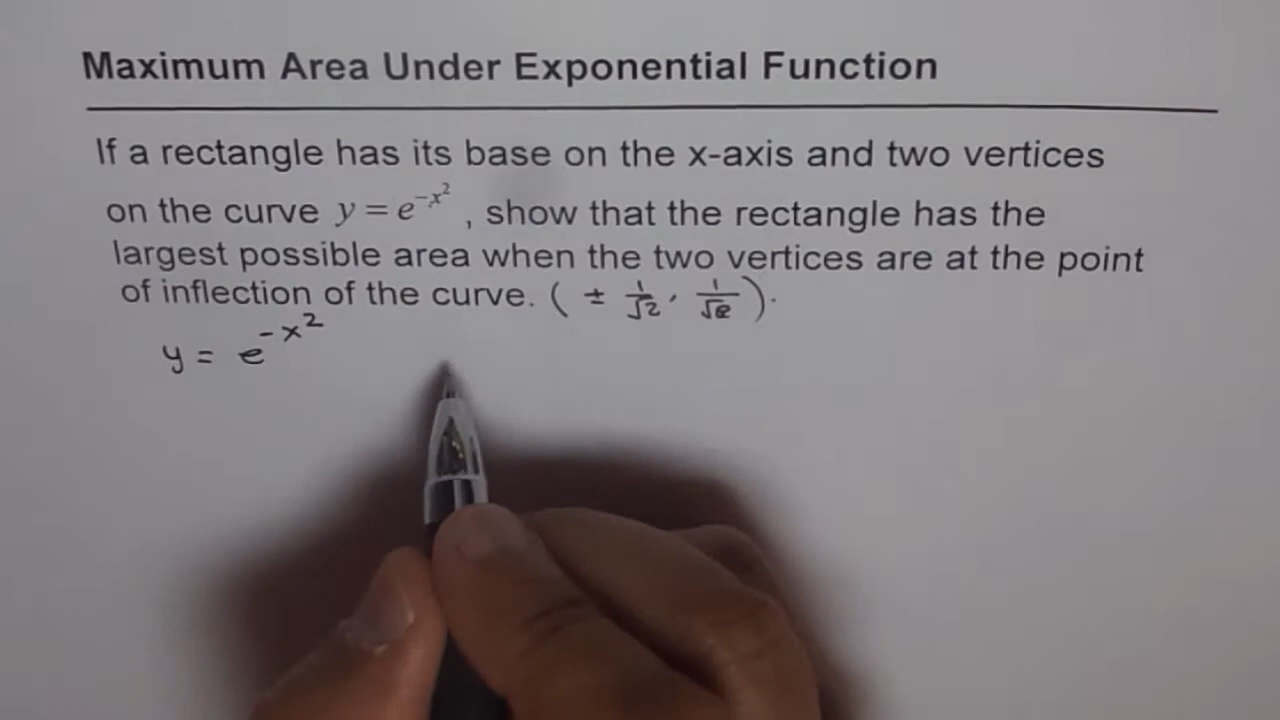 Maximum Area Under Exponential Function
If a rectangle has its base on the x-axis and two vertices
on the curve y = e^{-x^2} , show that the rectangle has the
largest possible area when the two vertices are at the point
of inflection of the curve. ( ± 1/√2 , 1/√e ).
y = e^{-x^2}